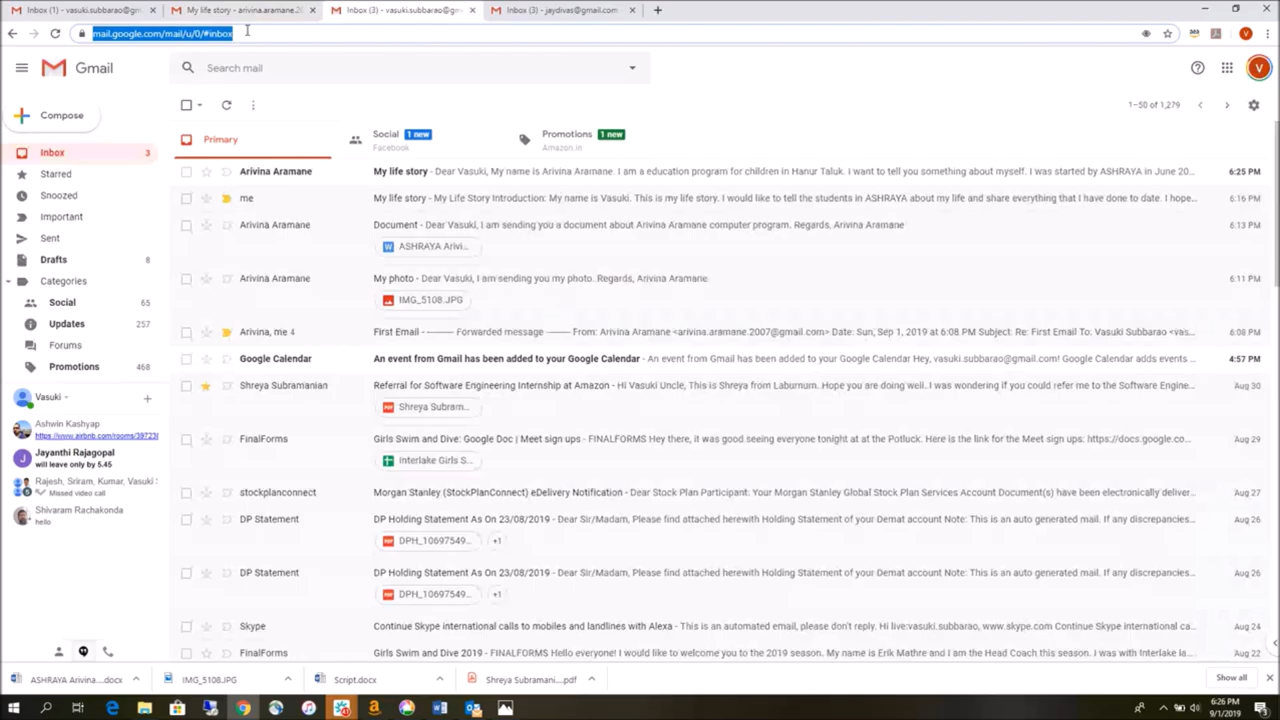 Inbox (1) - vasuki.subbarao@gm
My life story - arivina.aramane.20
Inbox (3) - vasuki.subbarao@gm
Inbox (3) - jaydivas@gmail.com
mail.google.com/mail/u/0/#inbox
V
Gmail
Search mail
V
Compose
1–50 of 1,279
Primary
Social 1 new
Facebook
Promotions 1 new
Amazon.in
Inbox 3
Starred
Snoozed
Important
Sent
Drafts 8
Categories
Social 65
Updates 257
Forums
Promotions 468
Arivina Aramane My life story - Dear Vasuki, My name is Arivina Aramane. I am a education program for children in Hanur Taluk. I want to tell you something about myself. I was started by ASHRAYA in June 20... 6:25 PM
me My life story - My Life Story Introduction: My name is Vasuki. This is my life story. I would like to tell the students in ASHRAYA about my life and share everything that I have done to date. I hope... 6:16 PM
Arivina Aramane Document - Dear Vasuki, I am sending you a document about Arivina Aramane computer program. Regards, Arivina Aramane 6:13 PM
W ASHRAYA Arivi...
Arivina Aramane My photo - Dear Vasuki, I am sending you my photo. Regards, Arivina Aramane 6:11 PM
IMG_5108.JPG
Arivina, me 4 First Email - ---------- Forwarded message --------- From: Arivina Aramane <arivina.aramane.2007@gmail.com> Date: Sun, Sep 1, 2019 at 6:08 PM Subject: Re: First Email To: Vasuki Subbarao <vas... 6:08 PM
Google Calendar An event from Gmail has been added to your Google Calendar - An event from Gmail has been added to your Google Calendar Hey, vasuki.subbarao@gmail.com! Google Calendar adds events ... 4:57 PM
Shreya Subramanian Referral for Software Engineering Internship at Amazon - Hi Vasuki Uncle, This is Shreya from Laburnum. Hope you are doing well. I was wondering if you could refer me to the Software Engine... Aug 30
PDF Shreya Subram...
FinalForms Girls Swim and Dive: Google Doc | Meet sign ups - FINALFORMS Hey there, it was good seeing everyone tonight at at the Potluck. Here is the link for the Meet sign ups: https://docs.google.co... Aug 29
Interlake Girls S...
stockplanconnect Morgan Stanley (StockPlanConnect) eDelivery Notification - Dear Stock Plan Participant: Your Morgan Stanley Global Stock Plan Services Account Document(s) have been electronically deliver... Aug 27
DP Statement DP Holding Statement As On 23/08/2019 - Dear Sir/Madam, Please find attached herewith Holding Statement of your Demat account Note: This is an auto generated mail. If any discrepancies... Aug 26
PDF DPH_10697549... +1
DP Statement DP Holding Statement As On 23/08/2019 - Dear Sir/Madam, Please find attached herewith Holding Statement of your Demat account Note: This is an auto generated mail. If any discrepancies... Aug 26
PDF DPH_10697549... +1
Skype Continue Skype international calls to mobiles and landlines with Alexa - This is an automated email, please don't reply. Hi live:vasuki.subbarao, www.skype.com Continue Skype international ca... Aug 24
FinalForms Girls Swim and Dive 2019 - FINALFORMS Hello everyone! I would like to welcome you to the 2019 season. My name is Erik Mathre and I am the Head Coach this season. I was with Interlake la... Aug 22
Vasuki
Ashwin Kashyap
https://www.airbnb.com/rooms/39723
J
Jayanthi Rajagopal
will leave only by 5.45
Rajesh, Sriram, Kumar, Vasuki S
Missed video call
Shivaram Rachakonda
hello
ASHRAYA Arivina....docx
IMG_5108.JPG
Script.docx
Shreya Subramani...pdf
Show all
6:26 PM
9/1/2019